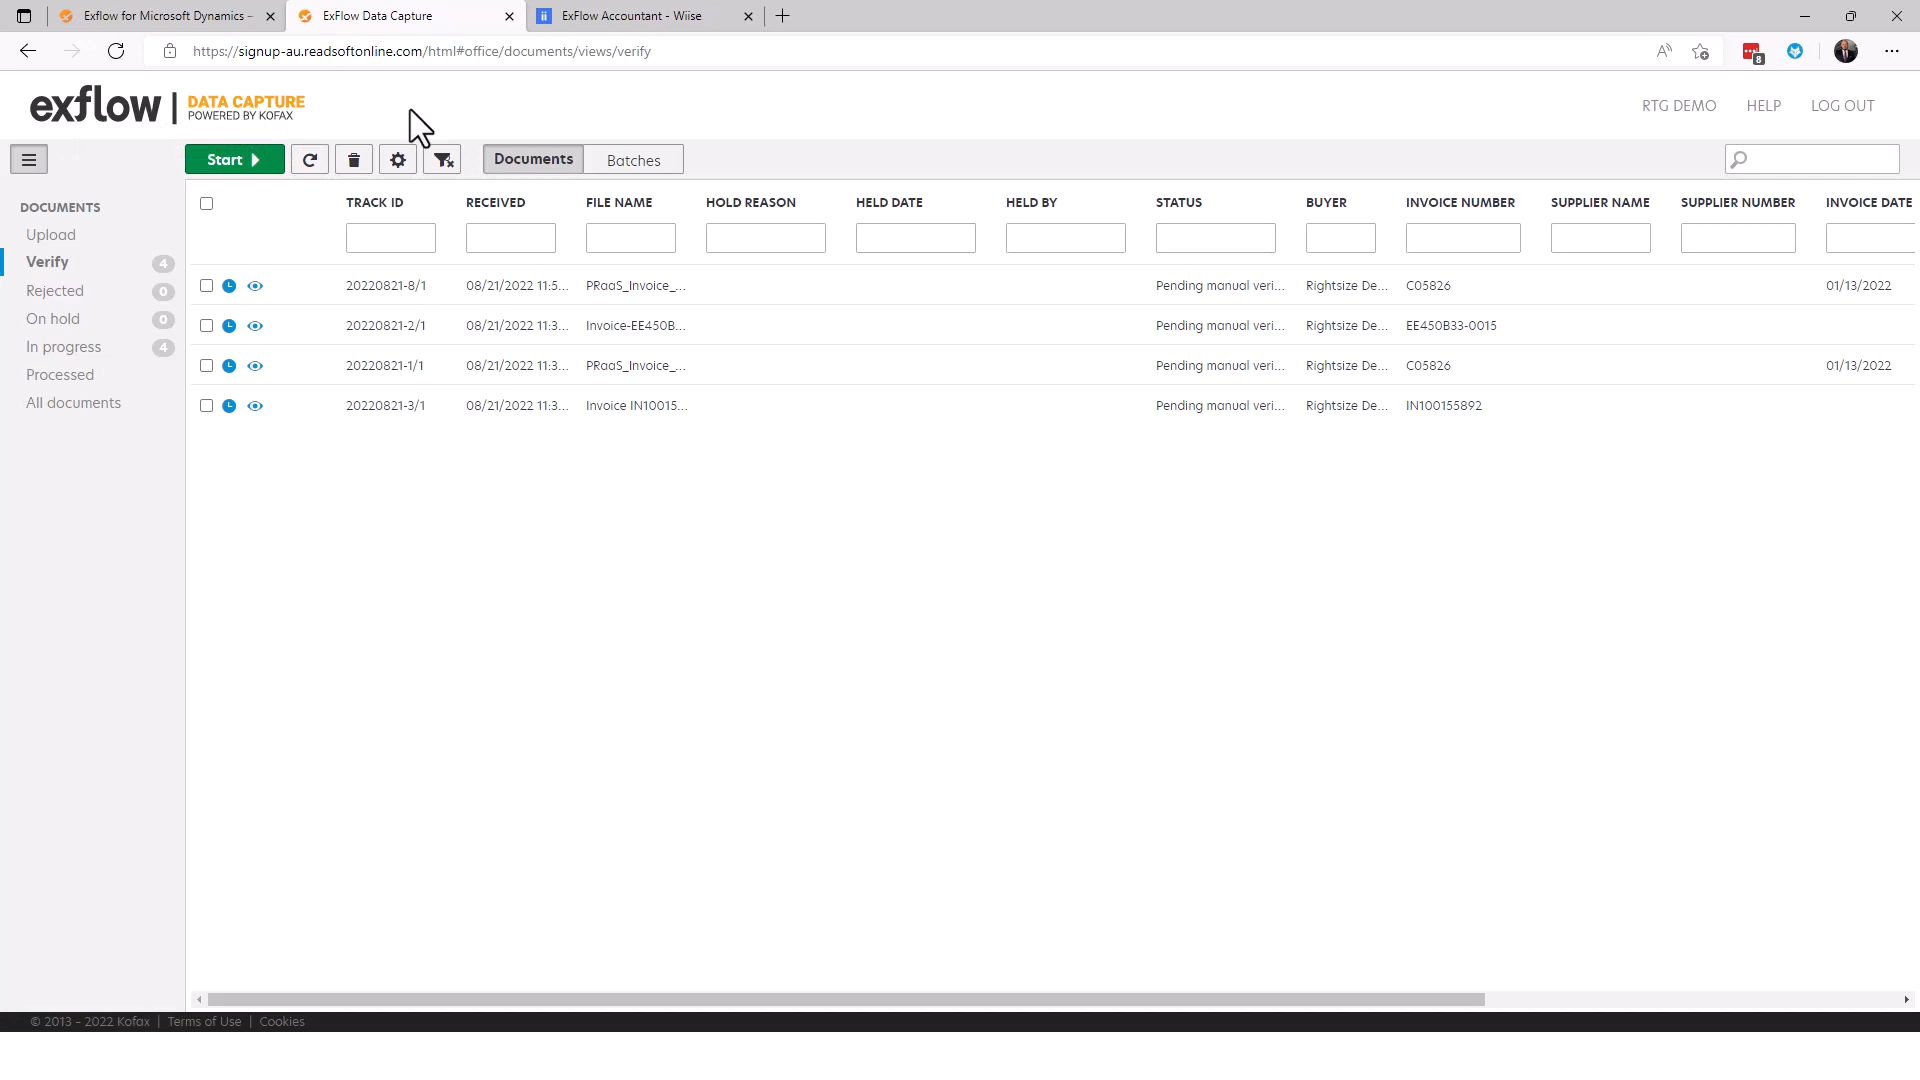 Exflow for Microsoft Dynamics –
ExFlow Data Capture
ExFlow Accountant - Wiise
https://signup-au.readsoftonline.com/html#office/documents/views/verify
8
exflow | DATA CAPTURE
POWERED BY KOFAX
RTG DEMO
HELP
LOG OUT
Start
Documents
Batches
DOCUMENTS
Upload
Verify 4
Rejected 0
On hold 0
In progress 4
Processed
All documents
TRACK ID RECEIVED FILE NAME HOLD REASON HELD DATE HELD BY STATUS BUYER INVOICE NUMBER SUPPLIER NAME SUPPLIER NUMBER INVOICE DATE
20220821-8/1 08/21/2022 11:5... PRaaS_Invoice_... Pending manual veri... Rightsize De... C05826 01/13/2022
20220821-2/1 08/21/2022 11:3... Invoice-EE450B... Pending manual veri... Rightsize De... EE450B33-0015
20220821-1/1 08/21/2022 11:3... PRaaS_Invoice_... Pending manual veri... Rightsize De... C05826 01/13/2022
20220821-3/1 08/21/2022 11:3... Invoice IN10015... Pending manual veri... Rightsize De... IN100155892
© 2013 - 2022 Kofax | Terms of Use | Cookies